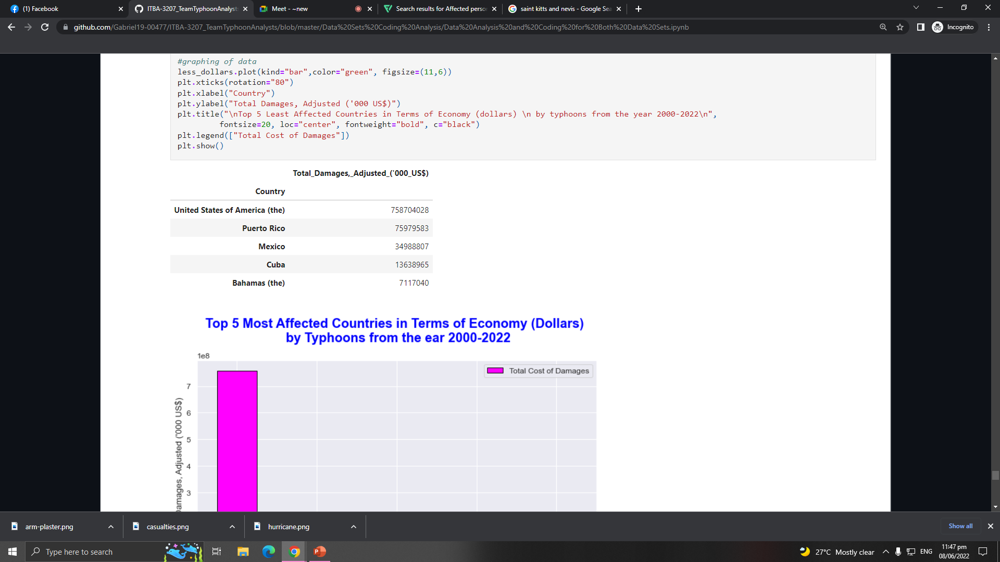 (1) Facebook
ITBA-3207_TeamTyphoonAnalysts
Meet - ~new
Search results for Affected perso
saint kitts and nevis - Google Sea
github.com/Gabriel19-00477/ITBA-3207_TeamTyphoonAnalysts/blob/master/Data%20Sets%20Coding%20Analysis/Data%20Analysis%20and%20Coding%20for%20Both%20Data%20Sets.ipynb
Incognito
#graphing of data
less_dollars.plot(kind="bar",color="green", figsize=(11,6))
plt.xticks(rotation="80")
plt.xlabel("Country")
plt.ylabel("Total Damages, Adjusted ('000 US$)")
plt.title("\nTop 5 Least Affected Countries in Terms of Economy (dollars) \n by typhoons from the year 2000-2022\n",
fontsize=20, loc="center", fontweight="bold", c="black")
plt.legend(["Total Cost of Damages"])
plt.show()
Total_Damages,_Adjusted_('000_US$)
Country
United States of America (the) 758704028
Puerto Rico 75979583
Mexico 34988807
Cuba 13638965
Bahamas (the) 7117040
Top 5 Most Affected Countries in Terms of Economy (Dollars)
by Typhoons from the ear 2000-2022
1e8
Total Cost of Damages
7
6
5
4
3
Damages, Adjusted ('000 US$)
arm-plaster.png
casualties.png
hurricane.png
Show all
Type here to search
27°C Mostly clear
ENG
11:47 pm
08/06/2022